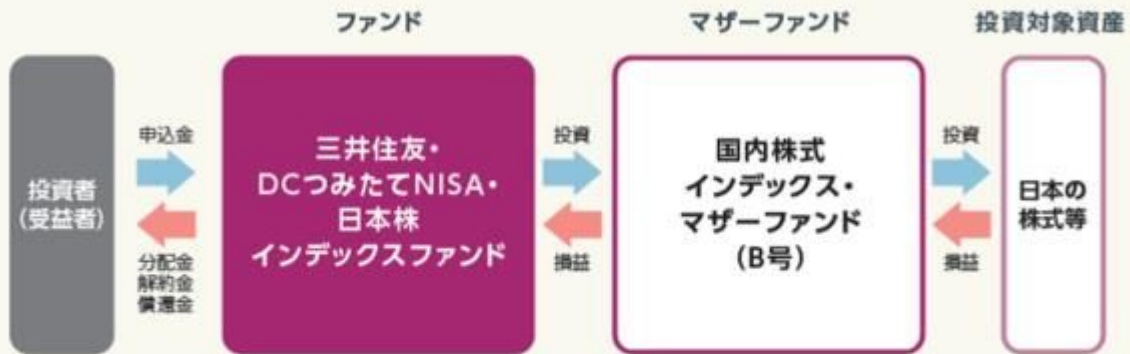 ファンド
マザーファンド
投資対象資産
投資者
(受益者)
申込金
分配金
解約金
償還金
三井住友・
DCつみたてNISA・
日本株
インデックスファンド
投資
損益
国内株式
インデックス・
マザーファンド
(B号)
投資
損益
日本の
株式等